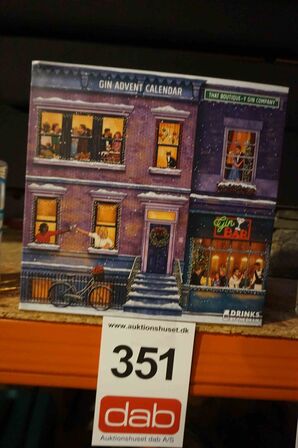 GIN ADVENT CALENDAR
THAT BOUTIQUE-Y GIN COMPANY
Gin
BAR
DRINKS
www.auktionshuset.dk
351
dab
Auktionshuset dab A/S